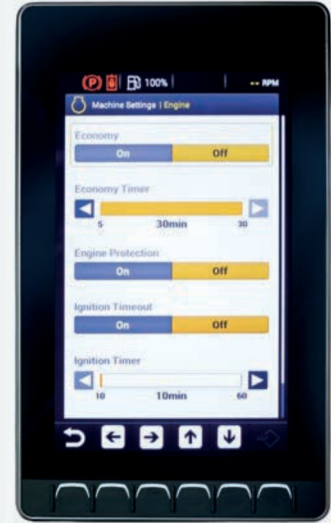 P 100% -- RPM
Machine Settings | Engine
Economy
On Off
Economy Timer
5 30min 30
Engine Protection
On Off
Ignition Timeout
On Off
Ignition Timer
10 10min 60